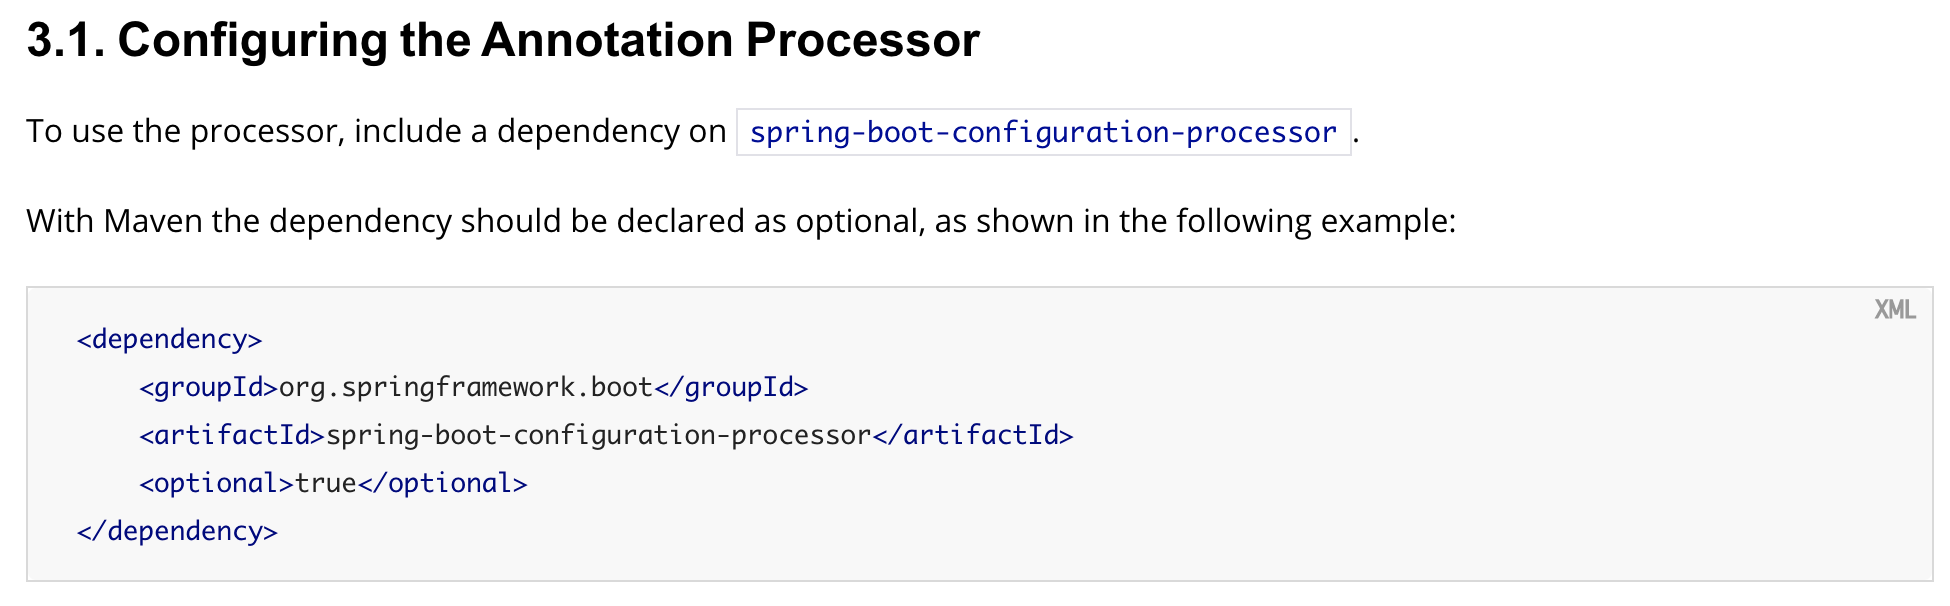 3.1. Configuring the Annotation Processor
To use the processor, include a dependency on spring-boot-configuration-processor.
With Maven the dependency should be declared as optional, as shown in the following example:
XML
<dependency>
    <groupId>org.springframework.boot</groupId>
    <artifactId>spring-boot-configuration-processor</artifactId>
    <optional>true</optional>
</dependency>